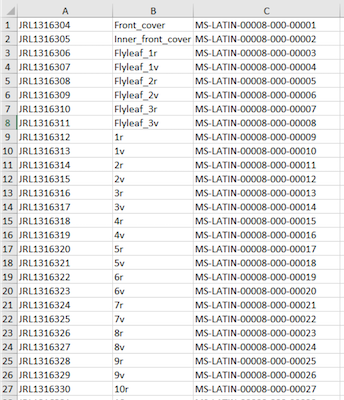 A B C
1 JRL1316304 Front_cover MS-LATIN-00008-000-00001
2 JRL1316305 Inner_front_cover MS-LATIN-00008-000-00002
3 JRL1316306 Flyleaf_1r MS-LATIN-00008-000-00003
4 JRL1316307 Flyleaf_1v MS-LATIN-00008-000-00004
5 JRL1316308 Flyleaf_2r MS-LATIN-00008-000-00005
6 JRL1316309 Flyleaf_2v MS-LATIN-00008-000-00006
7 JRL1316310 Flyleaf_3r MS-LATIN-00008-000-00007
8 JRL1316311 Flyleaf_3v MS-LATIN-00008-000-00008
9 JRL1316312 1r MS-LATIN-00008-000-00009
10 JRL1316313 1v MS-LATIN-00008-000-00010
11 JRL1316314 2r MS-LATIN-00008-000-00011
12 JRL1316315 2v MS-LATIN-00008-000-00012
13 JRL1316316 3r MS-LATIN-00008-000-00013
14 JRL1316317 3v MS-LATIN-00008-000-00014
15 JRL1316318 4r MS-LATIN-00008-000-00015
16 JRL1316319 4v MS-LATIN-00008-000-00016
17 JRL1316320 5r MS-LATIN-00008-000-00017
18 JRL1316321 5v MS-LATIN-00008-000-00018
19 JRL1316322 6r MS-LATIN-00008-000-00019
20 JRL1316323 6v MS-LATIN-00008-000-00020
21 JRL1316324 7r MS-LATIN-00008-000-00021
22 JRL1316325 7v MS-LATIN-00008-000-00022
23 JRL1316326 8r MS-LATIN-00008-000-00023
24 JRL1316327 8v MS-LATIN-00008-000-00024
25 JRL1316328 9r MS-LATIN-00008-000-00025
26 JRL1316329 9v MS-LATIN-00008-000-00026
27 JRL1316330 10r MS-LATIN-00008-000-00027